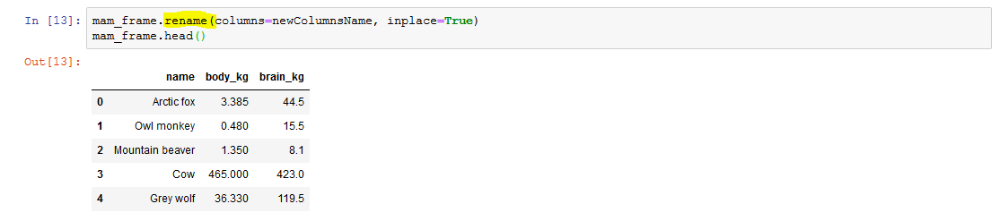 In [13]: mam_frame.rename(columns=newColumnsName, inplace=True)
mam_frame.head()
Out[13]:
name body_kg brain_kg
0 Arctic fox 3.385 44.5
1 Owl monkey 0.480 15.5
2 Mountain beaver 1.350 8.1
3 Cow 465.000 423.0
4 Grey wolf 36.330 119.5